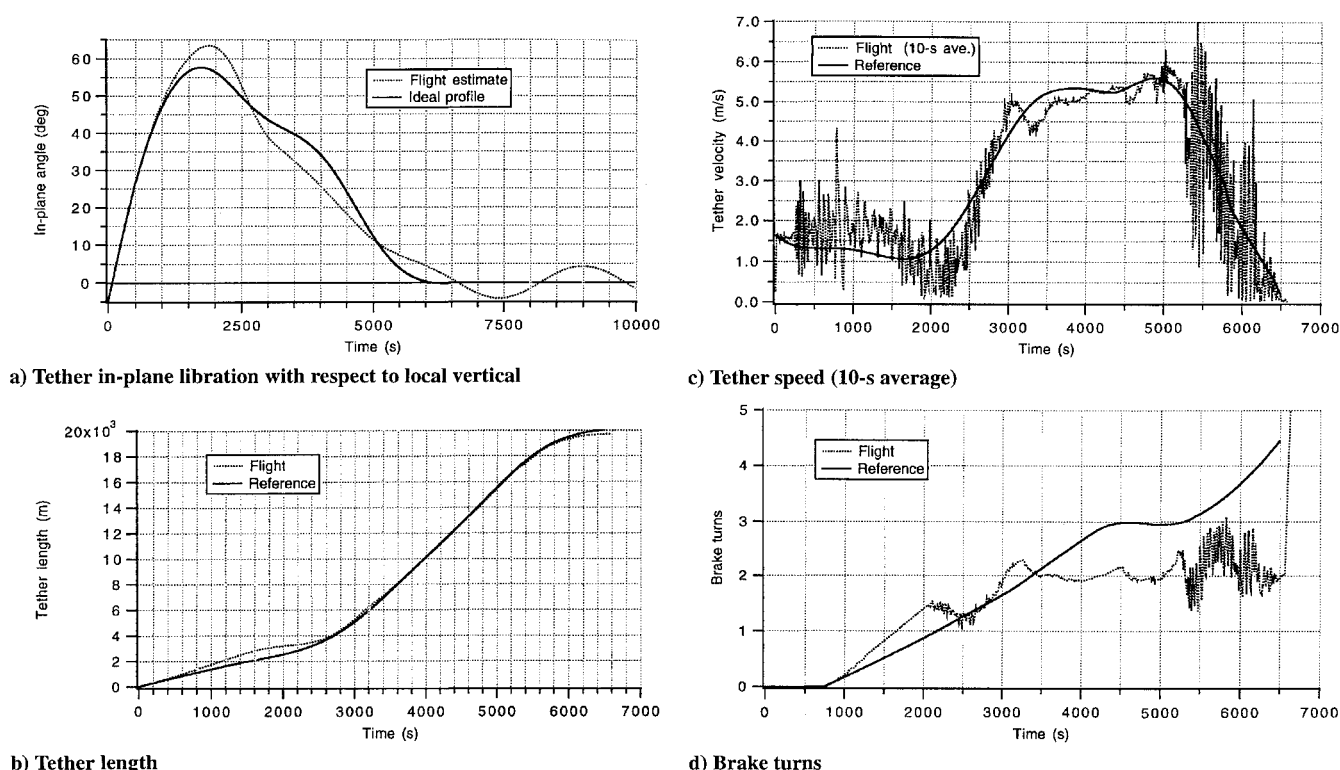 60
50
40
30
20
10
0
In-plane angle (deg)
Flight estimate
Ideal profile
0 2500 5000 7500 10000
Time (s)
a) Tether in-plane libration with respect to local vertical
20x10³
18
16
14
12
10
8
6
4
2
0
Tether length (m)
Flight
Reference
0 1000 2000 3000 4000 5000 6000 7000
Time (s)
b) Tether length
7.0
6.0
5.0
4.0
3.0
2.0
1.0
0.0
Tether velocity (m/s)
Flight (10-s ave.)
Reference
0 1000 2000 3000 4000 5000 6000 7000
Time (s)
c) Tether speed (10-s average)
5
4
3
2
1
0
Brake turns
Flight
Reference
0 1000 2000 3000 4000 5000 6000 7000
Time (s)
d) Brake turns